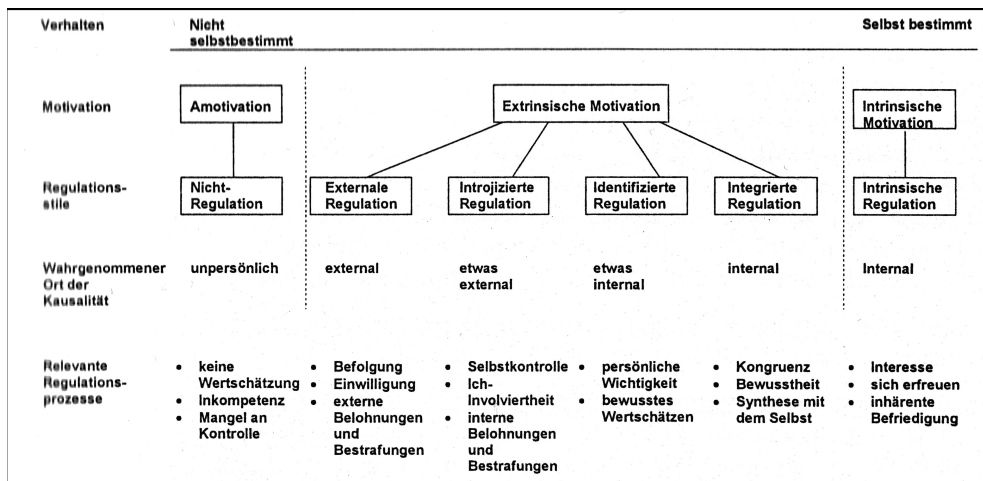 Verhalten
Nicht
selbstbestimmt
Selbst bestimmt
Motivation
Amotivation
Extrinsische Motivation
Intrinsische
Motivation
Regulations-
stile
Nicht-
Regulation
Externale
Regulation
Introjizierte
Regulation
Identifizierte
Regulation
Integrierte
Regulation
Intrinsische
Regulation
Wahrgenommener
Ort der
Kausalität
unpersönlich
external
etwas
external
etwas
internal
internal
Internal
Relevante
Regulations-
prozesse
• keine
Wertschätzung
• Inkompetenz
• Mangel an
Kontrolle
• Befolgung
• Einwilligung
• externe
Belohnungen
und
Bestrafungen
• Selbstkontrolle
• Ich-
Involviertheit
• interne
Belohnungen
und
Bestrafungen
• persönliche
Wichtigkeit
• bewusstes
Wertschätzen
• Kongruenz
• Bewusstheit
• Synthese mit
dem Selbst
• Interesse
• sich erfreuen
• inhärente
Befriedigung